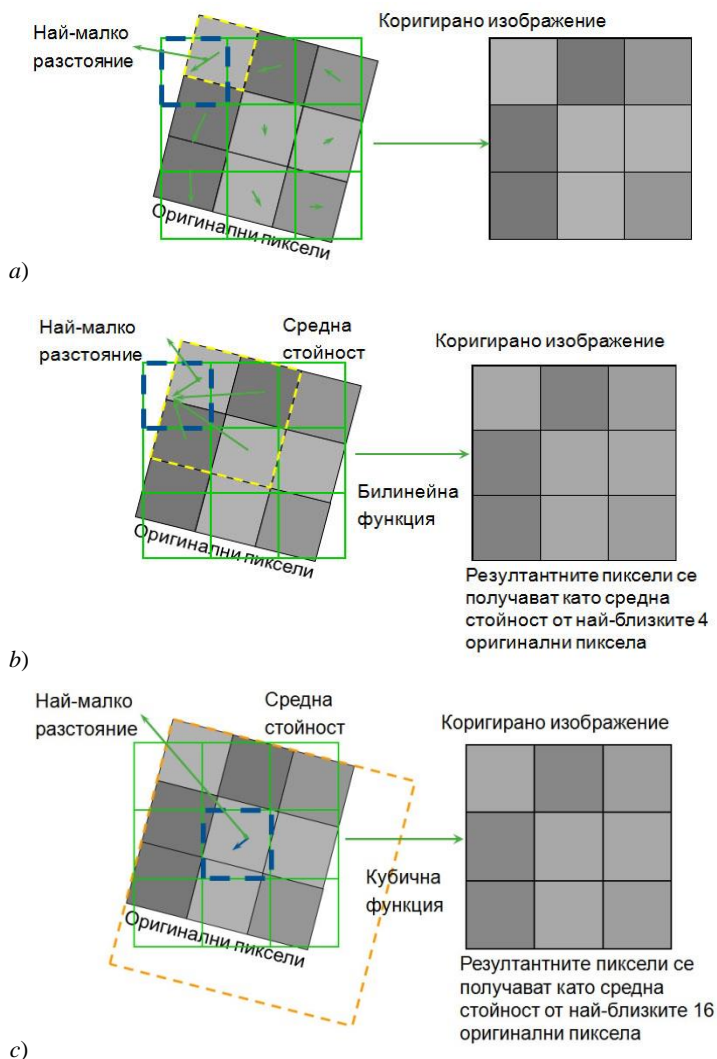 Най-малко
разстояние
Коригирано изображение
Оригинални пиксели
a)
Най-малко
разстояние
Средна
стойност
Коригирано изображение
Билинейна
функция
Оригинални пиксели
Резултантните пиксели се
получават като средна
стойност от най-близките 4
оригинални пиксела
b)
Най-малко
разстояние
Средна
стойност
Коригирано изображение
Кубична
функция
Оригинални пиксели
Резултантните пиксели се
получават като средна
стойност от най-близките 16
оригинални пиксела
c)